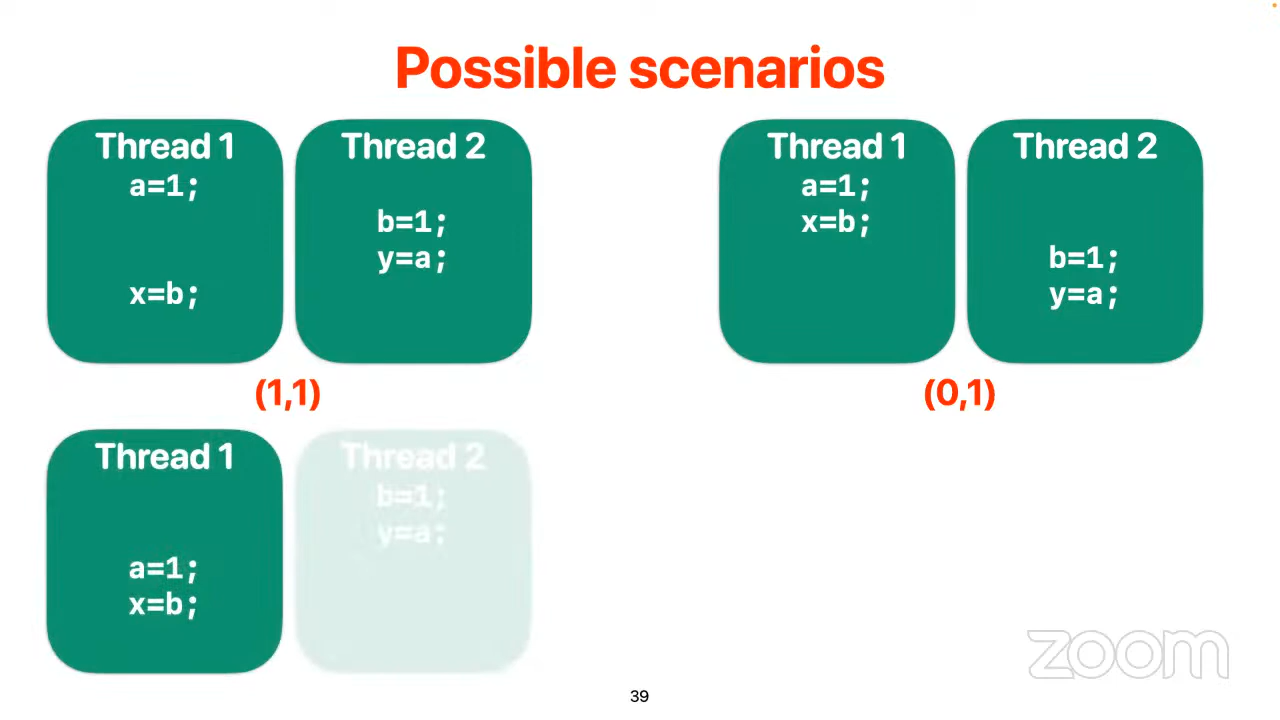 Possible scenarios
Thread 1
a=1;
x=b;
Thread 2
b=1;
y=a;
(1,1)
Thread 1
a=1;
x=b;
Thread 2
b=1;
y=a;
(0,1)
Thread 1
a=1;
x=b;
Thread 2
b=1;
y=a;
zoom
39